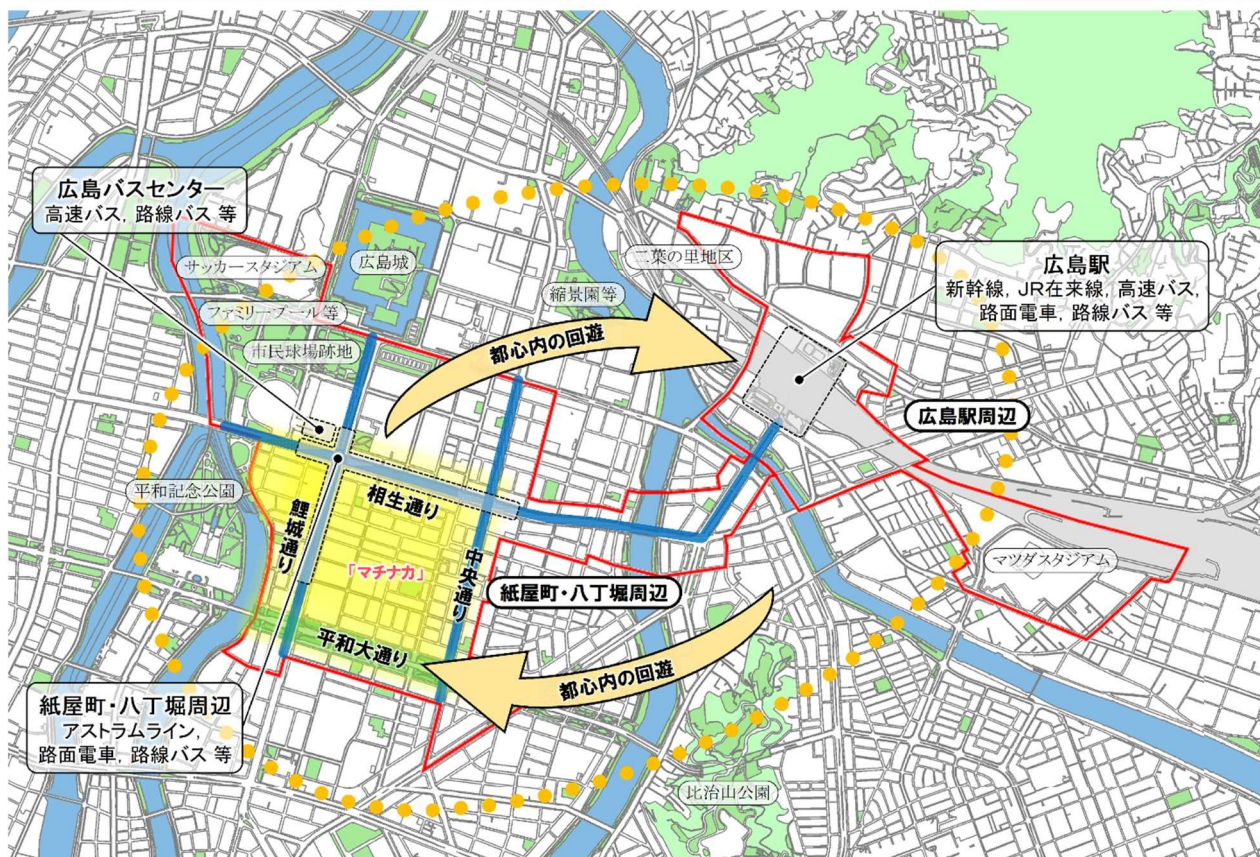 広島バスセンター
高速バス, 路線バス 等
サッカースタジアム
広島城
ファミリープール等
市民球場跡地
縮景園等
二葉の里地区
広島駅
新幹線, JR在来線, 高速バス,
路面電車, 路線バス 等
都心内の回遊
広島駅周辺
平和記念公園
相生通り
鯉城通り
「マチナカ」
中央通り
紙屋町・八丁堀周辺
マツダスタジアム
平和大通り
都心内の回遊
紙屋町・八丁堀周辺
アストラムライン,
路面電車, 路線バス 等
比治山公園